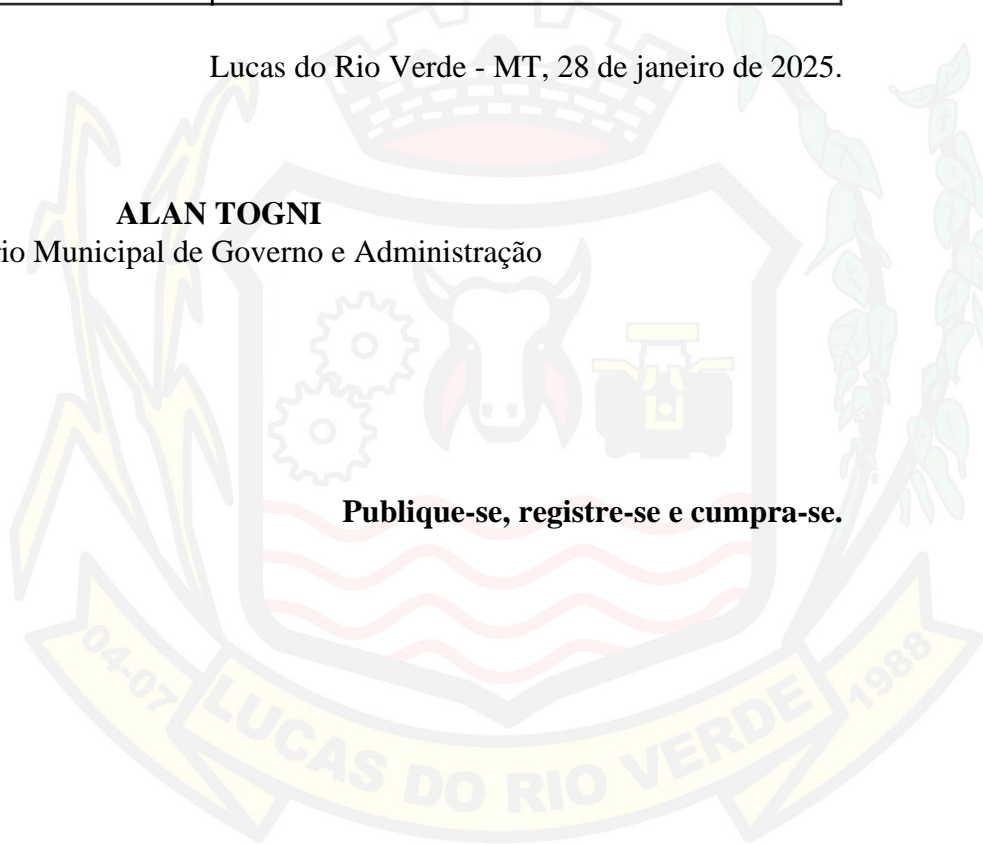 Lucas do Rio Verde - MT, 28 de janeiro de 2025.
ALAN TOGNI
rio Municipal de Governo e Administração
Publique-se, registre-se e cumpra-se.
04-07
LUCAS DO RIO VERDE
1988